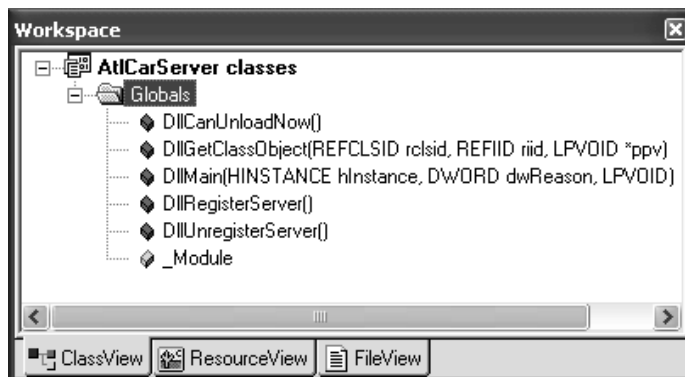 Workspace
AtlCarServer classes
Globals
DllCanUnloadNow()
DllGetClassObject(REFCLSID rclsid, REFIID riid, LPVOID *ppv)
DllMain(HINSTANCE hInstance, DWORD dwReason, LPVOID)
DllRegisterServer()
DllUnregisterServer()
_Module
ClassView ResourceView FileView